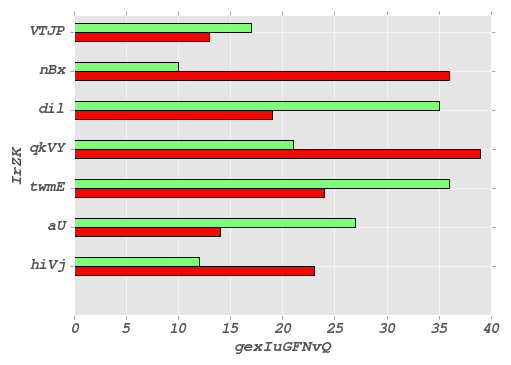 VTJP
nBx
dil
qkVY
twmE
aU
hiVj
IrZK
0 5 10 15 20 25 30 35 40
gexIuGFNvQ